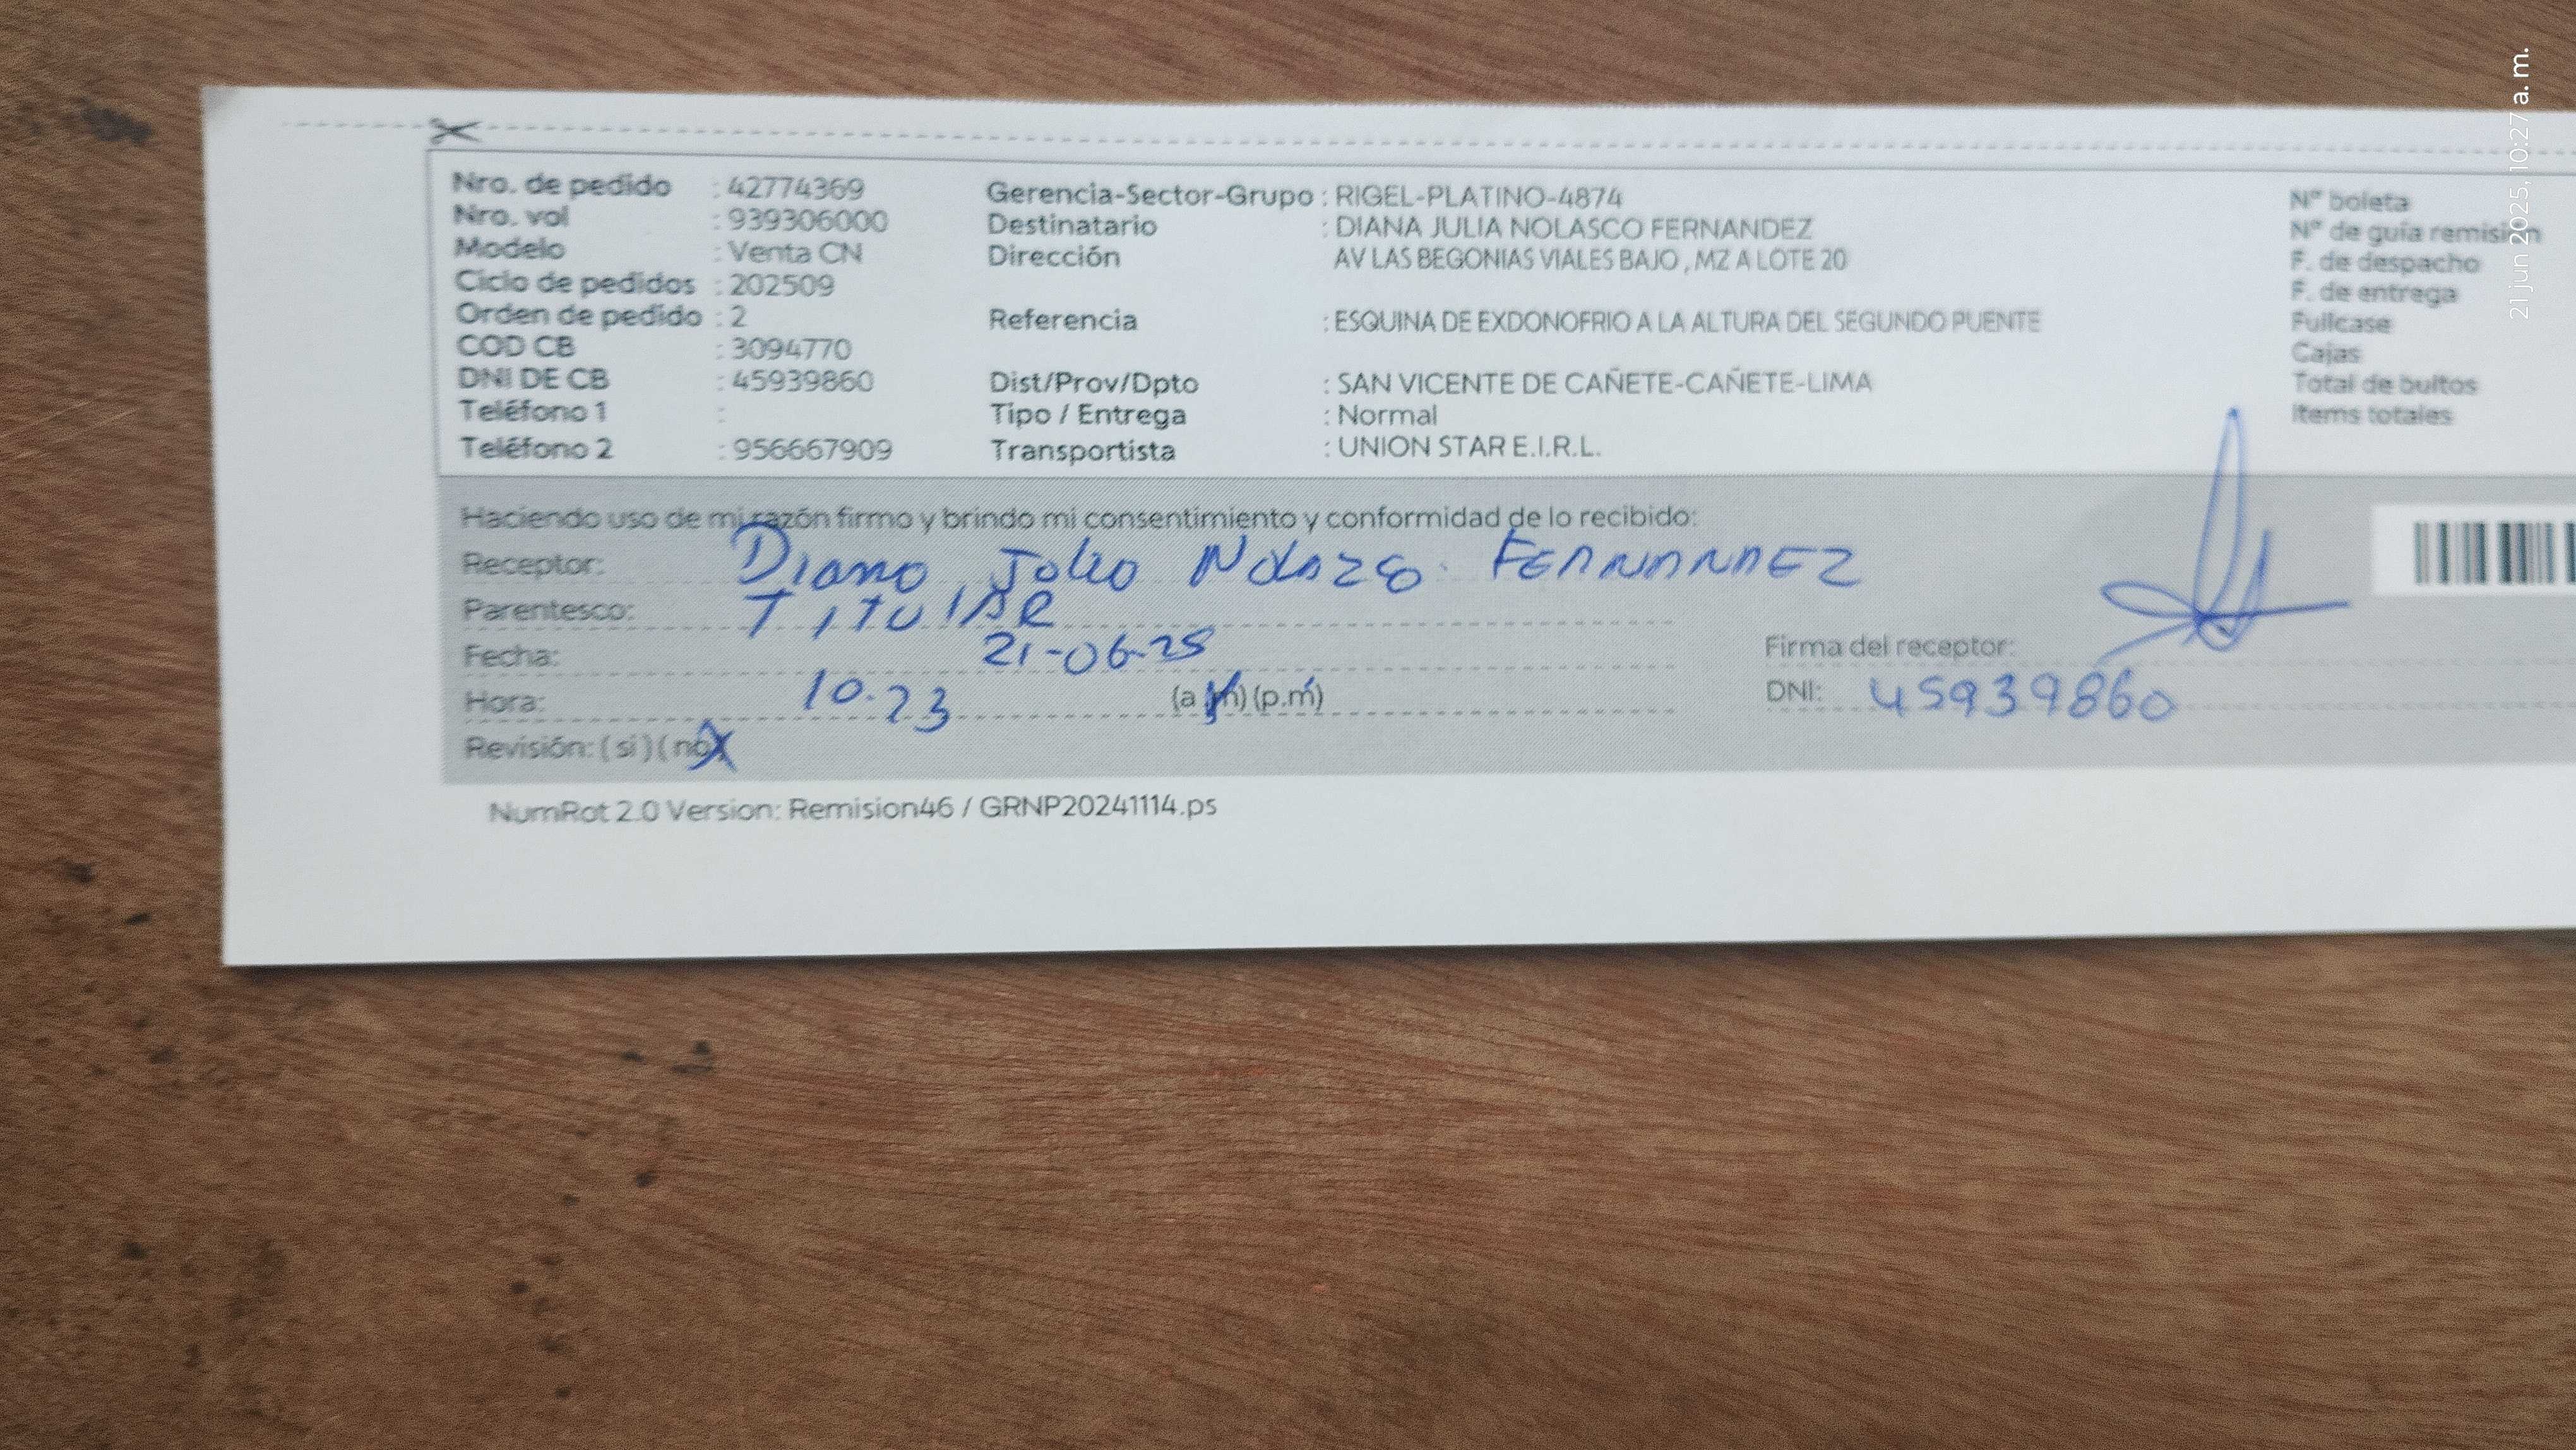 Nro. de pedido : 42774369
Nro. vol : 939306000
Modelo : Venta CN
Ciclo de pedidos : 202509
Orden de pedido : 2
COD CB : 3094770
DNI DE CB : 45939860
Teléfono 1 :
Teléfono 2 : 956667909
Gerencia-Sector-Grupo : RIGEL-PLATINO-4874
Destinatario : DIANA JULIA NOLASCO FERNANDEZ
Dirección AV LAS BEGONIAS VIALES BAJO , MZ A LOTE 20
Referencia : ESQUINA DE EXDONOFRIO A LA ALTURA DEL SEGUNDO PUENTE
Dist/Prov/Dpto : SAN VICENTE DE CAÑETE-CAÑETE-LIMA
Tipo / Entrega : Normal
Transportista : UNION STAR E.I.R.L.
N° boleta
N° de guía remisión
F. de despacho
F. de entrega
Fullcase
Cajas
Total de bultos
Items totales
Haciendo uso de mi razón firmo y brindo mi consentimiento y conformidad de lo recibido:
Receptor: Diana Julia FERNANDEZ
Parentesco: TITULAR
Fecha: 21-06-25
Hora: 10.23 (a.m) (p.m)
Revisión: (si) (no)
Firma del receptor:
DNI: 45939860
NumRot 2.0 Version: Remision46 / GRNP20241114.ps
21 jun 2025, 10:27 a. m.